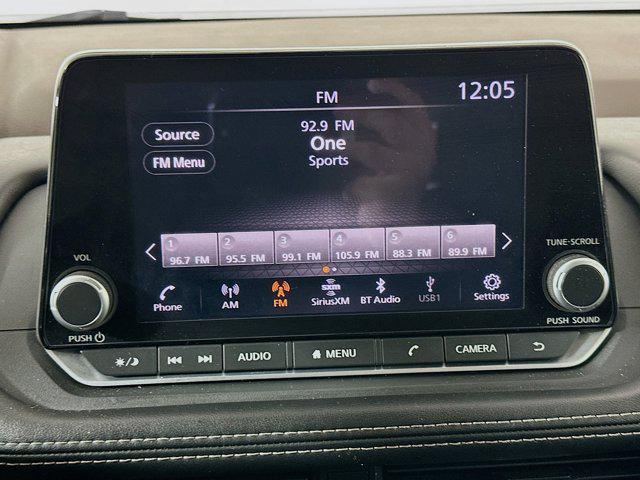 FM
12:05
92.9 FM
Source
One
FM Menu
Sports
1 2 3 4 5 6
96.7 FM 95.5 FM 99.1 FM 105.9 FM 88.3 FM 89.9 FM
VOL
TUNE·SCROLL
Phone AM FM SiriusXM BT Audio USB1 Settings
sxm
PUSH
PUSH SOUND
AUDIO MENU CAMERA